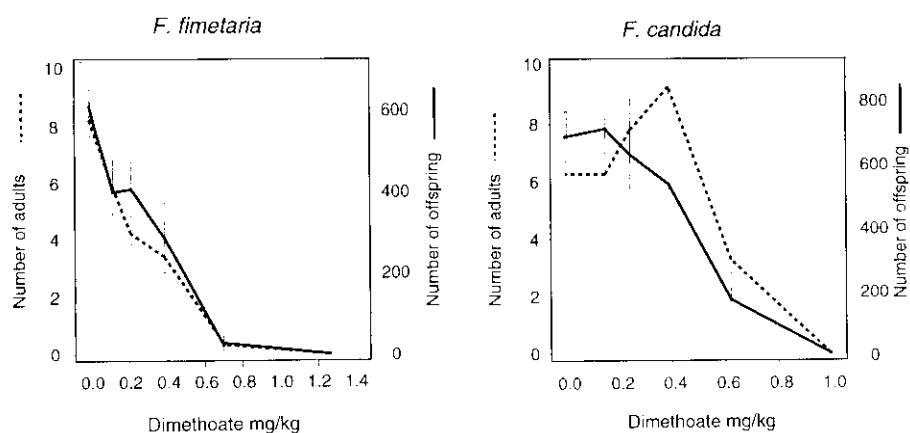 F. fimetaria
Number of adults
10
8
6
4
2
0
600
400
200
0
Number of offspring
0.0 0.2 0.4 0.6 0.8 1.0 1.2 1.4
Dimethoate mg/kg
F. candida
Number of adults
10
8
6
4
2
0
800
600
400
200
0
Number of offspring
0.0 0.2 0.4 0.6 0.8 1.0
Dimethoate mg/kg